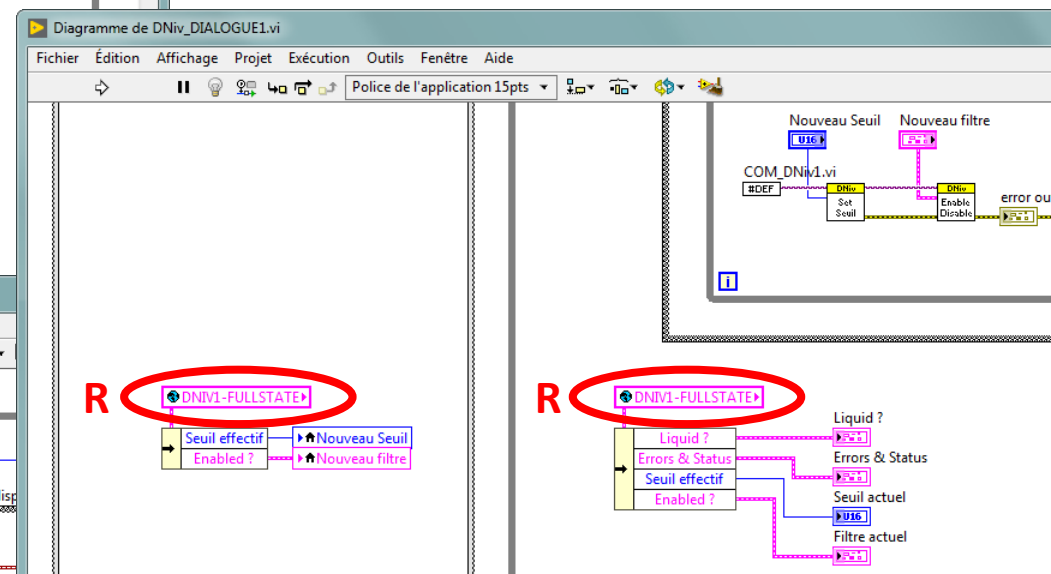 Diagramme de DNiv_DIALOGUE1.vi
Fichier Édition Affichage Projet Exécution Outils Fenêtre Aide
Police de l'application 15pts
Nouveau Seuil Nouveau filtre
U16
COM_DNiv1.vi
#DEF
DNiv
Set
Seuil
DNiv
Enable
Disable
error ou
i
R
DNIV1-FULLSTATE
Seuil effectif
Nouveau Seuil
Enabled ?
Nouveau filtre
R
DNIV1-FULLSTATE
Liquid ?
Errors & Status
Seuil effectif
Enabled ?
Liquid ?
Errors & Status
Seuil actuel
U16
Filtre actuel
isp